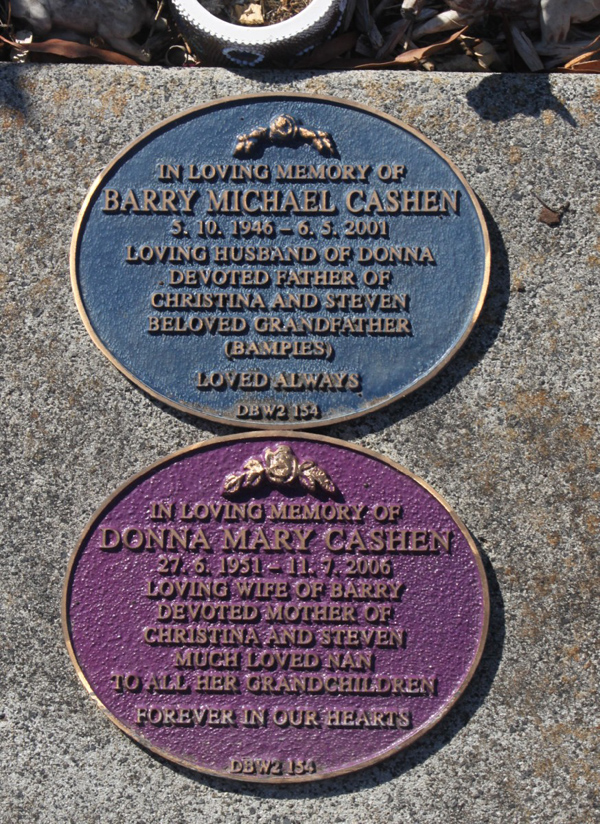 IN LOVING MEMORY OF
BARRY MICHAEL CASHEN
5. 10. 1946 – 6. 5. 2001
LOVING HUSBAND OF DONNA
DEVOTED FATHER OF
CHRISTINA AND STEVEN
BELOVED GRANDFATHER
(BAMPIES)
LOVED ALWAYS
DBW2 154
IN LOVING MEMORY OF
DONNA MARY CASHEN
27. 6. 1951 – 11. 7. 2006
LOVING WIFE OF BARRY
DEVOTED MOTHER OF
CHRISTINA AND STEVEN
MUCH LOVED NAN
TO ALL HER GRANDCHILDREN
FOREVER IN OUR HEARTS
DBW2 154